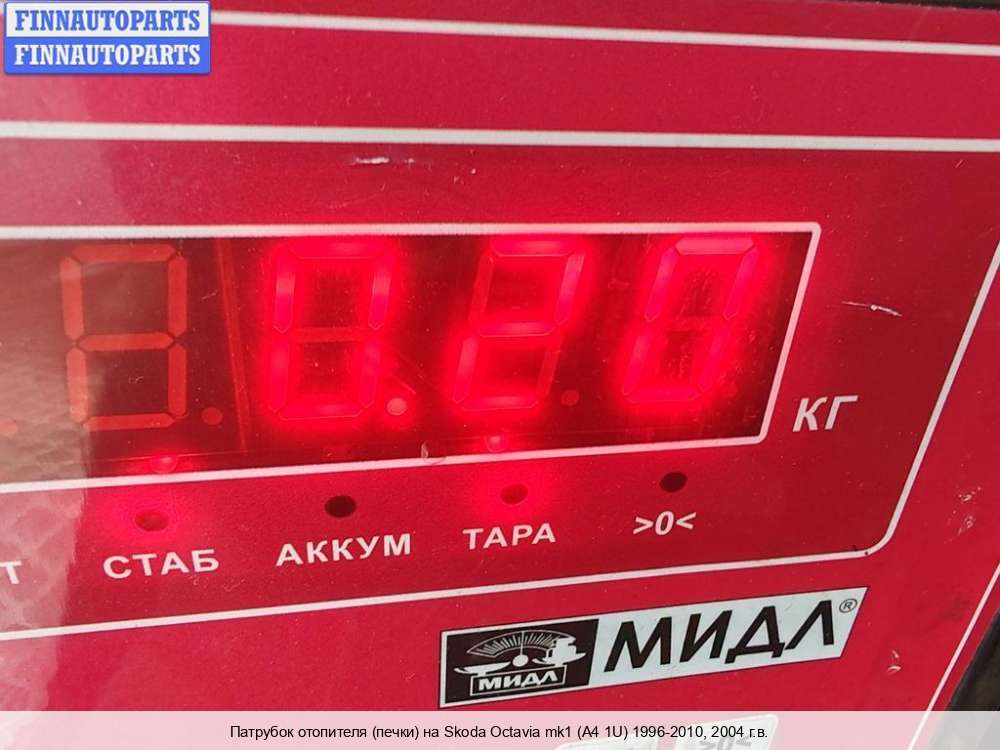 FINNAUTOPARTS
FINNAUTOPARTS
0.20
КГ
Т СТАБ АККУМ ТАРА >0<
МИДЛ МИДЛ®
>0<
Патрубок отопителя (печки) на Skoda Octavia mk1 (A4 1U) 1996-2010, 2004 г.в.